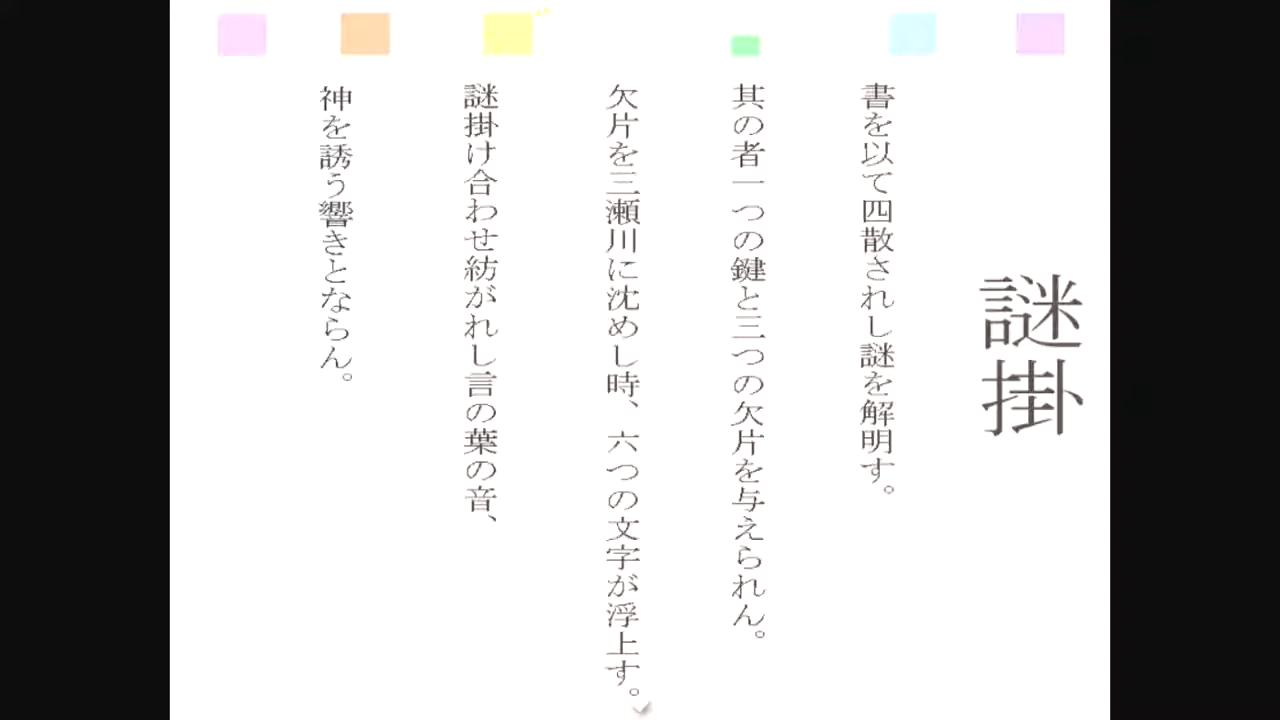 謎掛
書を以て四散されし謎を解明す。
其の者一つの鍵と三つの欠片を与えられん。
欠片を三瀬川に沈めし時、六つの文字が浮上す。
謎掛け合わせ紡がれし言の葉の音、
神を誘う響きとならん。